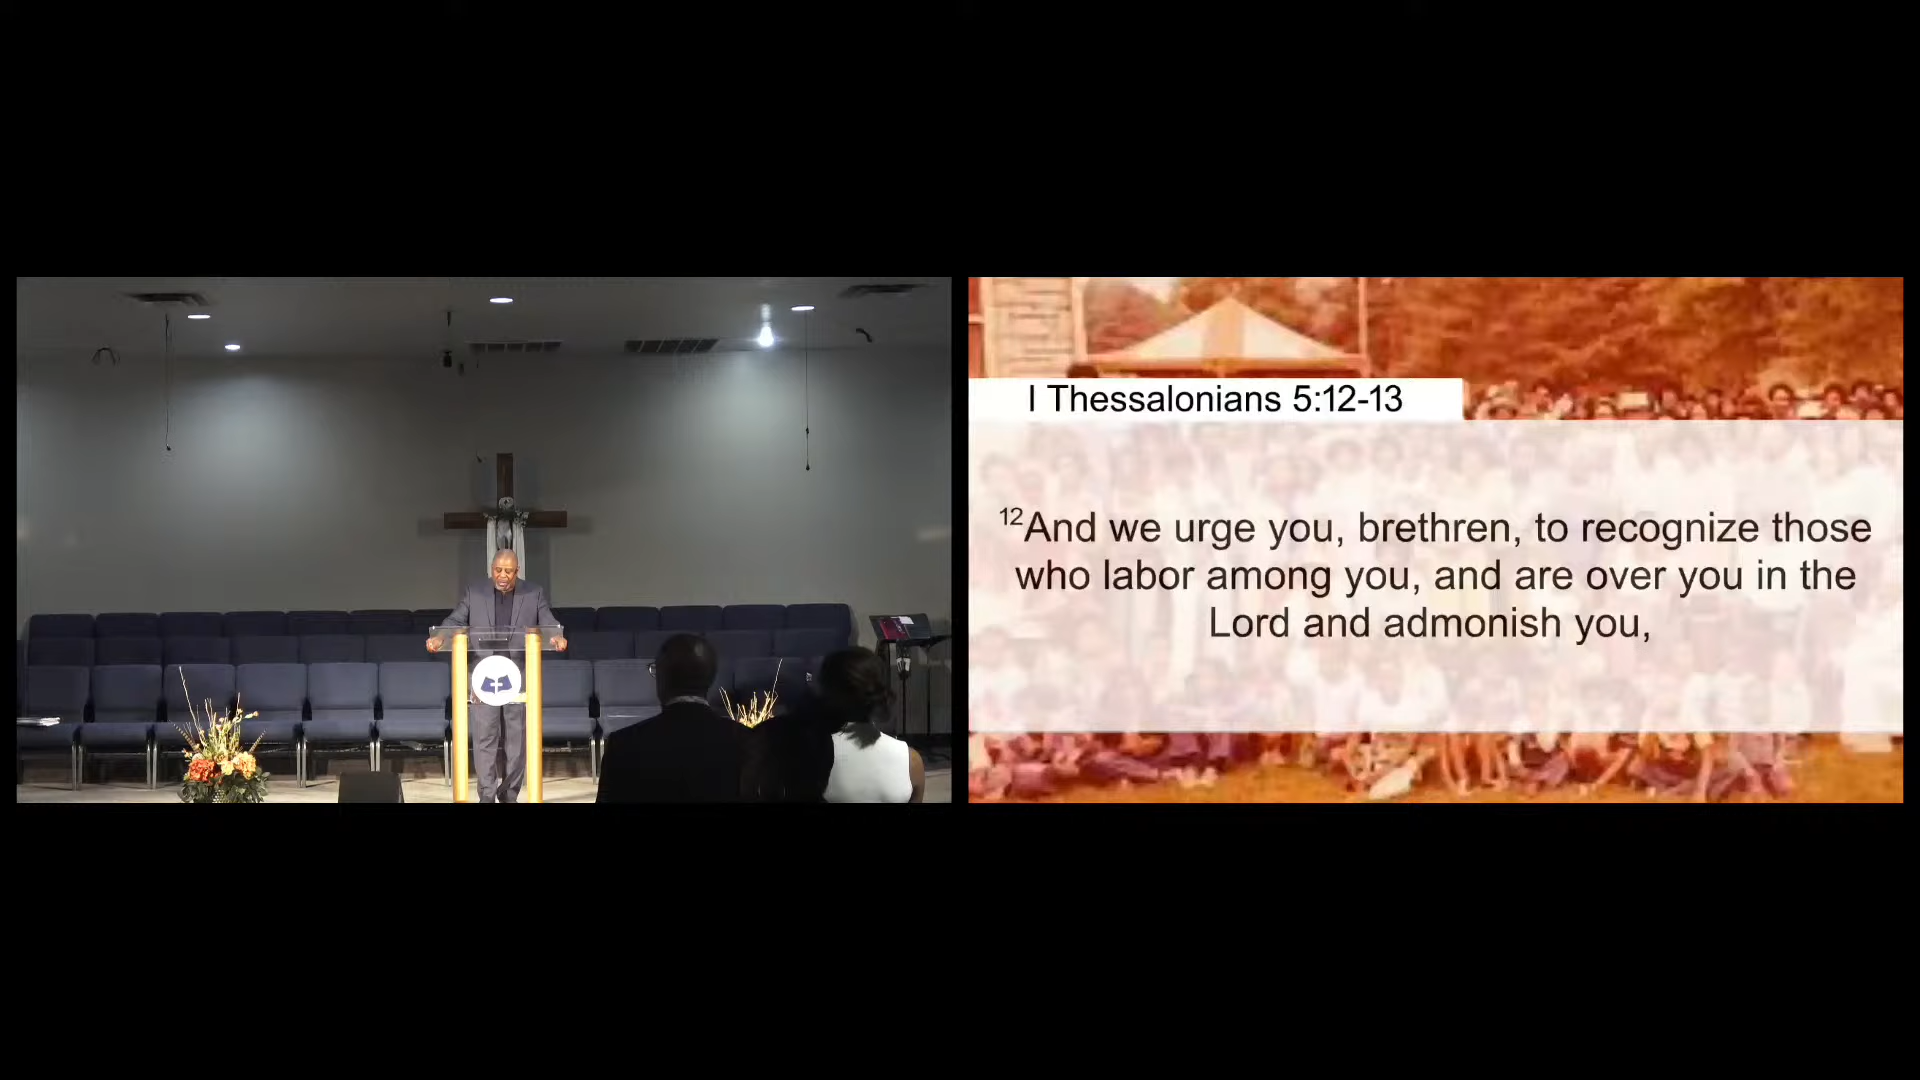 I Thessalonians 5:12-13
12And we urge you, brethren, to recognize those
who labor among you, and are over you in the
Lord and admonish you,